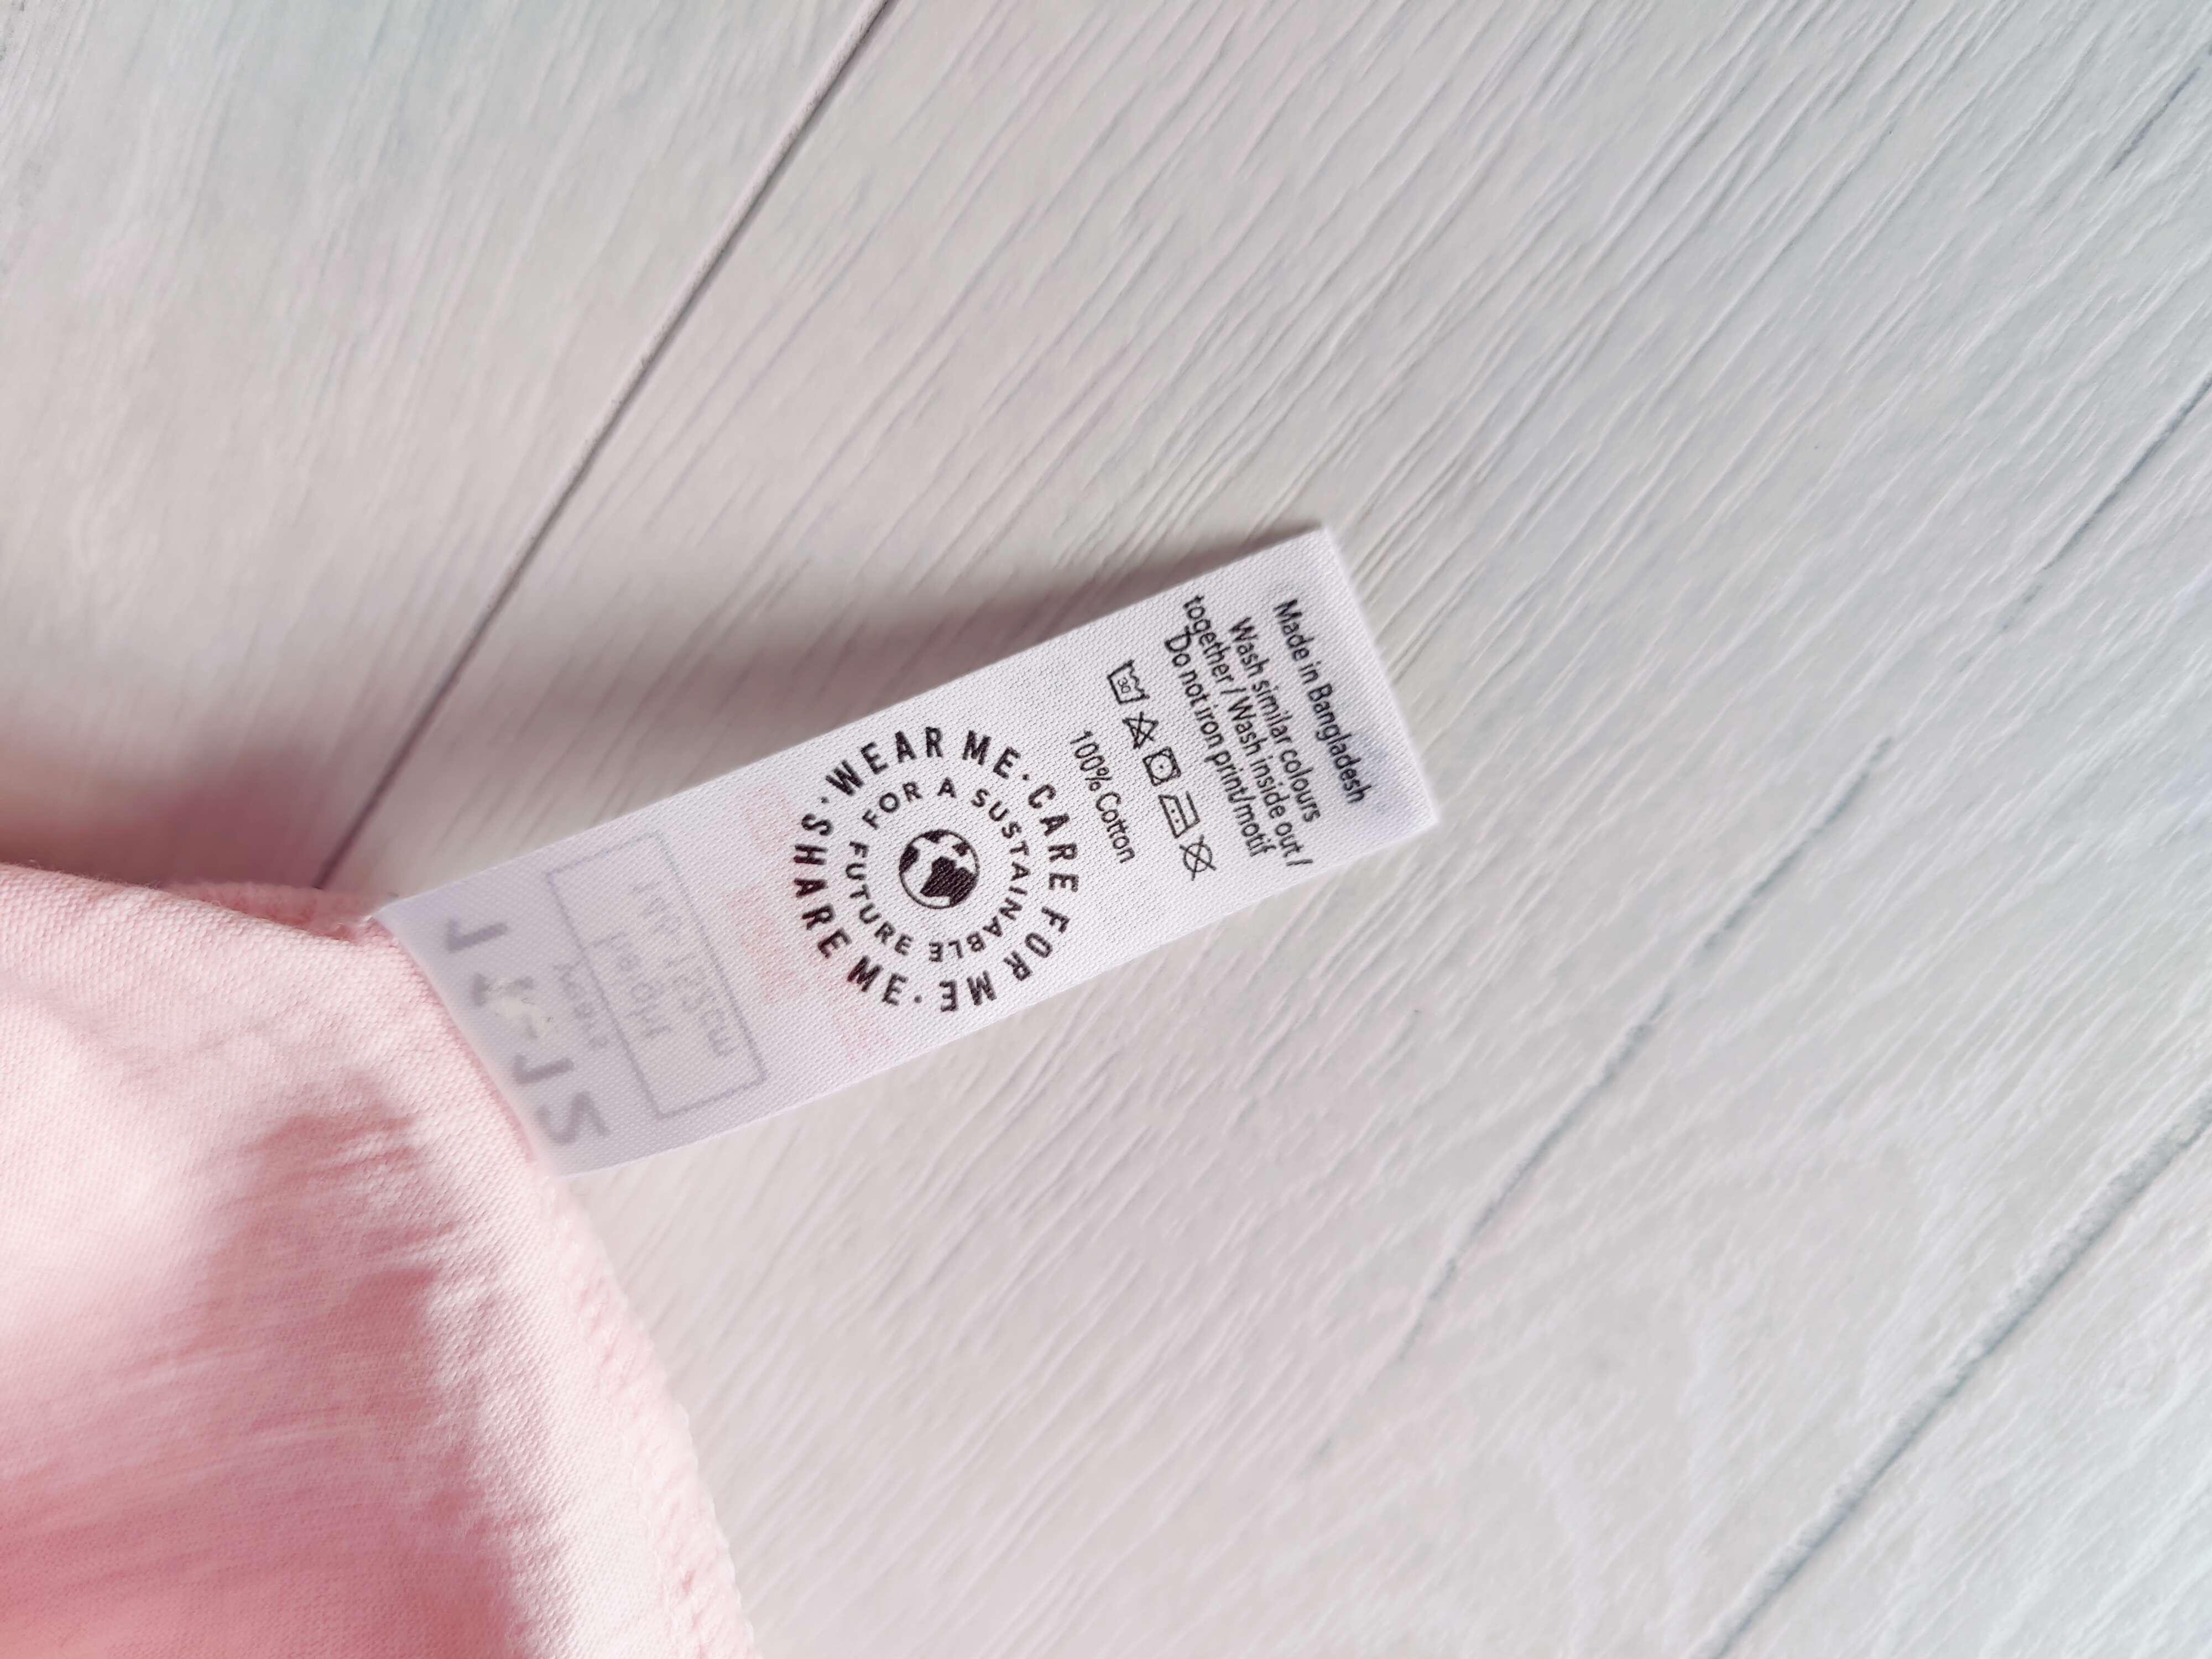 WEAR ME · CARE FOR ME · SHARE ME ·
FOR A SUSTAINABLE FUTURE
100% Cotton
30
Do not iron print/motif
together / Wash inside out /
Wash similar colours
Made in Bangladesh